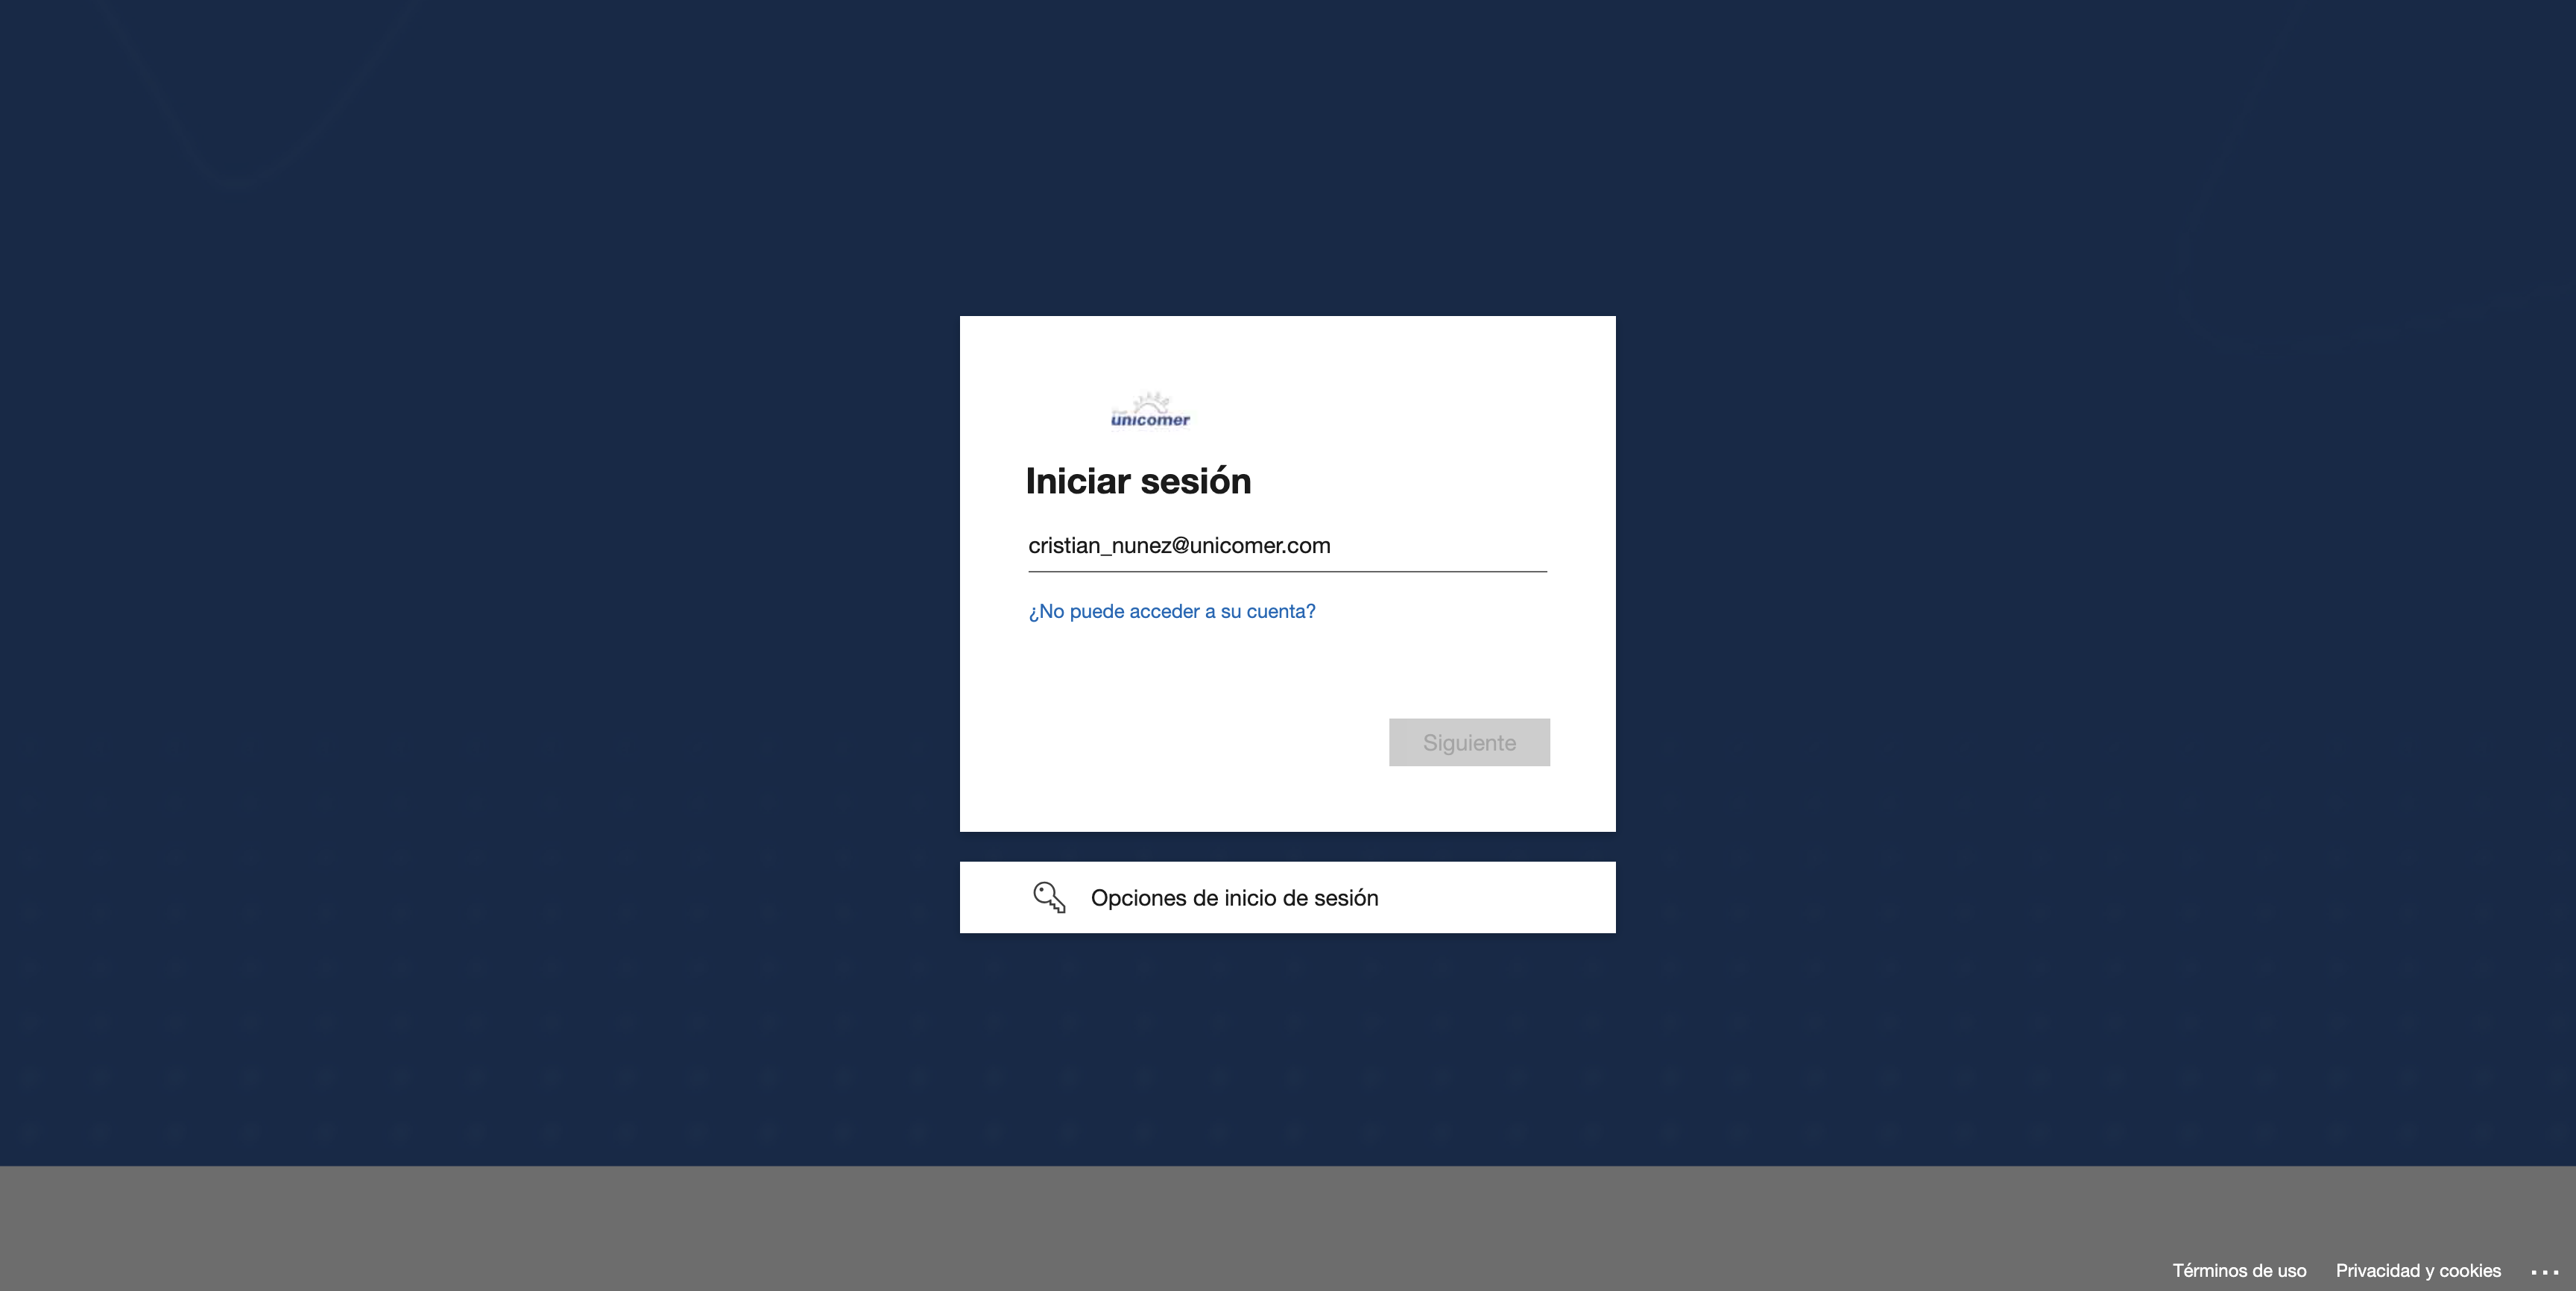 unicomer
Iniciar sesión
cristian_nunez@unicomer.com
¿No puede acceder a su cuenta?
Siguiente
Opciones de inicio de sesión
Términos de uso Privacidad y cookies